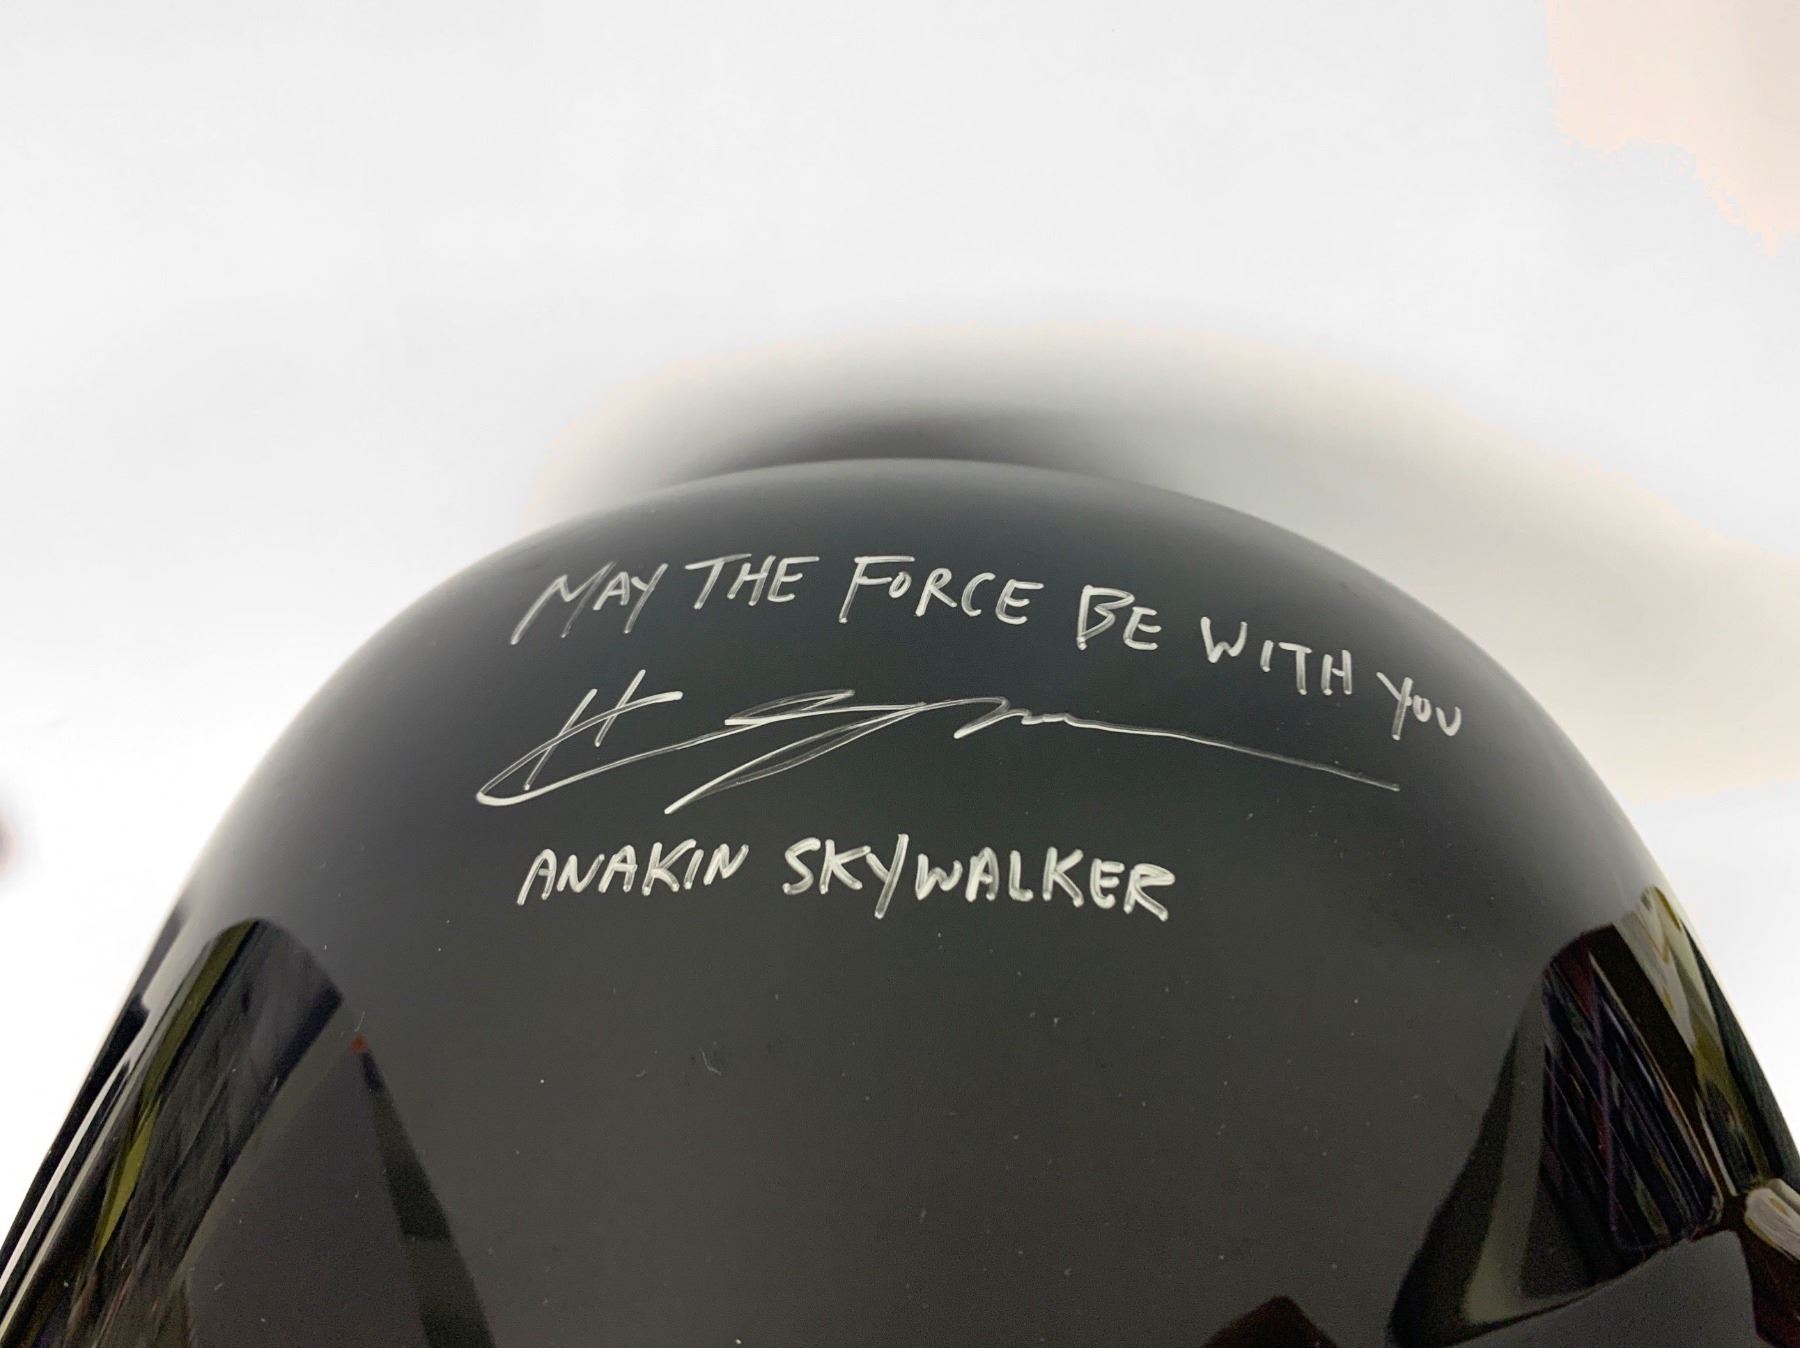 MAY THE FORCE BE WITH YOU
ANAKIN SKYWALKER